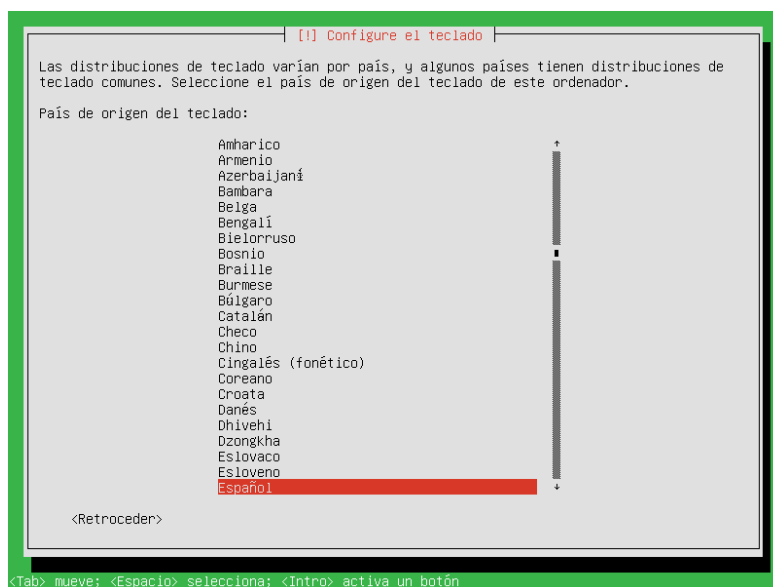 [!] Configure el teclado
Las distribuciones de teclado varían por país, y algunos países tienen distribuciones de
teclado comunes. Seleccione el país de origen del teclado de este ordenador.
País de origen del teclado:
Amharico
Armenio
Azerbaijaní
Bambara
Belga
Bengalí
Bielorruso
Bosnio
Braille
Burmese
Búlgaro
Catalán
Checo
Chino
Cingalés (fonético)
Coreano
Croata
Danés
Dhivehi
Dzongkha
Eslovaco
Esloveno
Español
<Retroceder>
<Tab> mueve; <Espacio> selecciona; <Intro> activa un botón